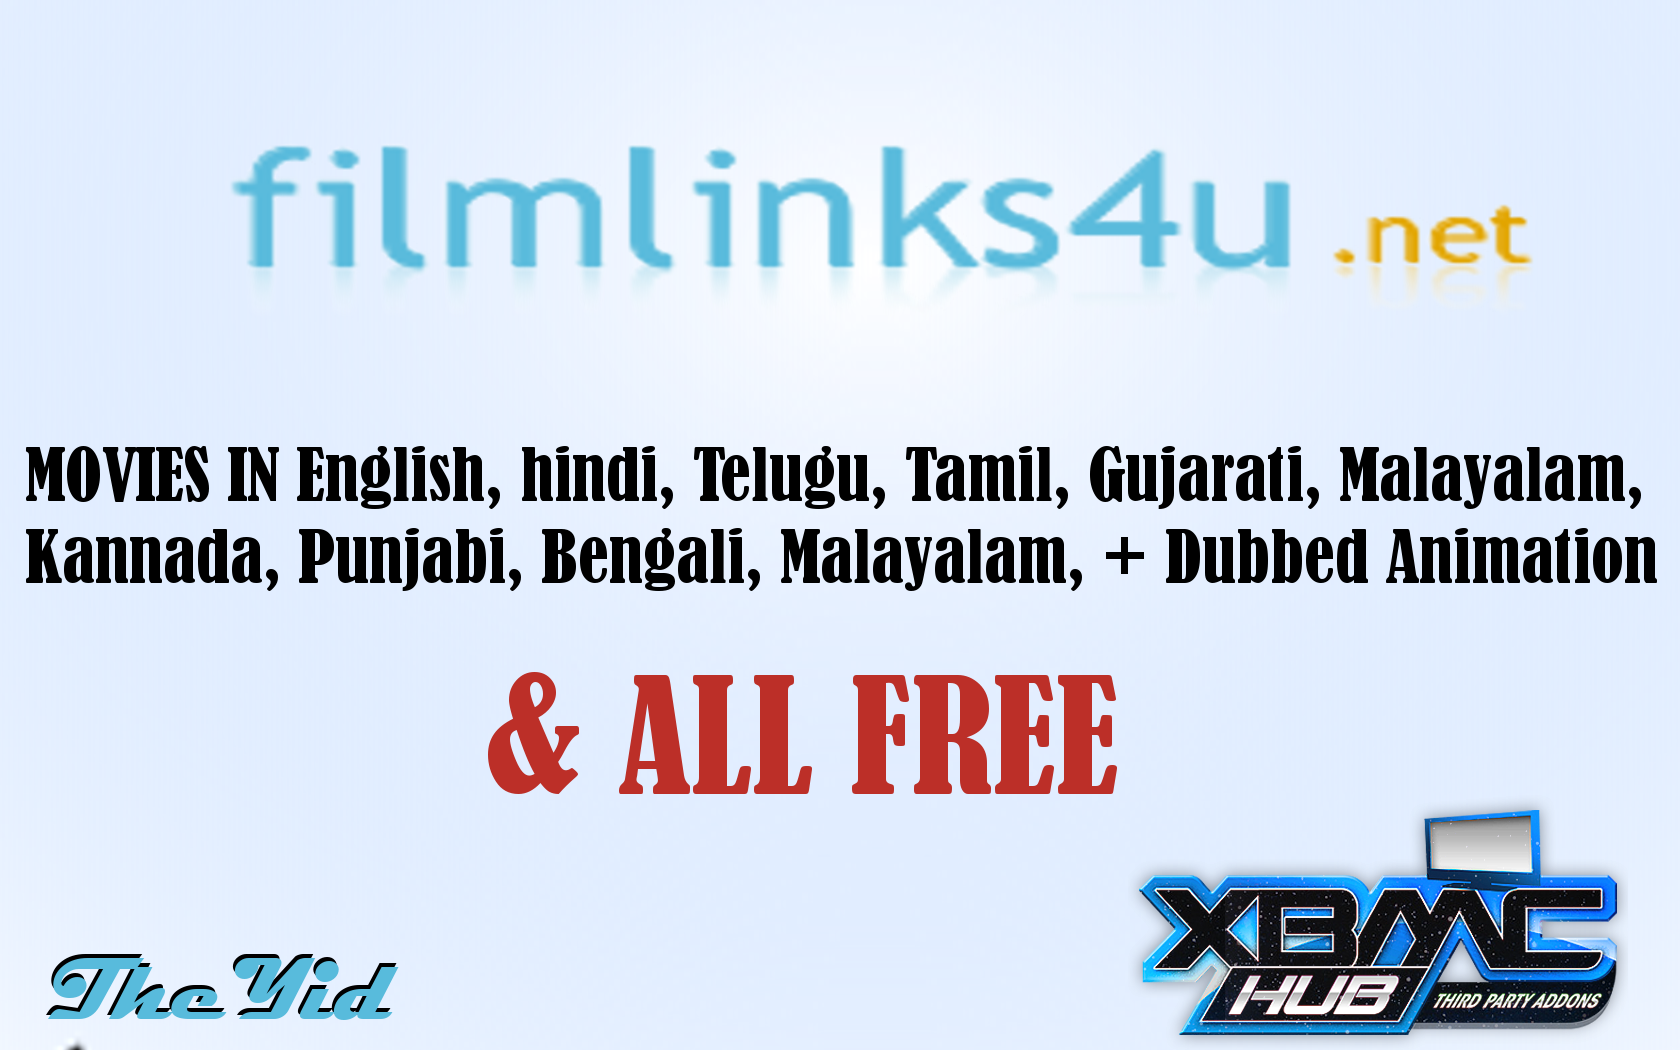 filmlinks4u .net
MOVIES IN English, hindi, Telugu, Tamil, Gujarati, Malayalam,
Kannada, Punjabi, Bengali, Malayalam, + Dubbed Animation
& ALL FREE
The Yid
XBMC
HUB THIRD PARTY ADDONS